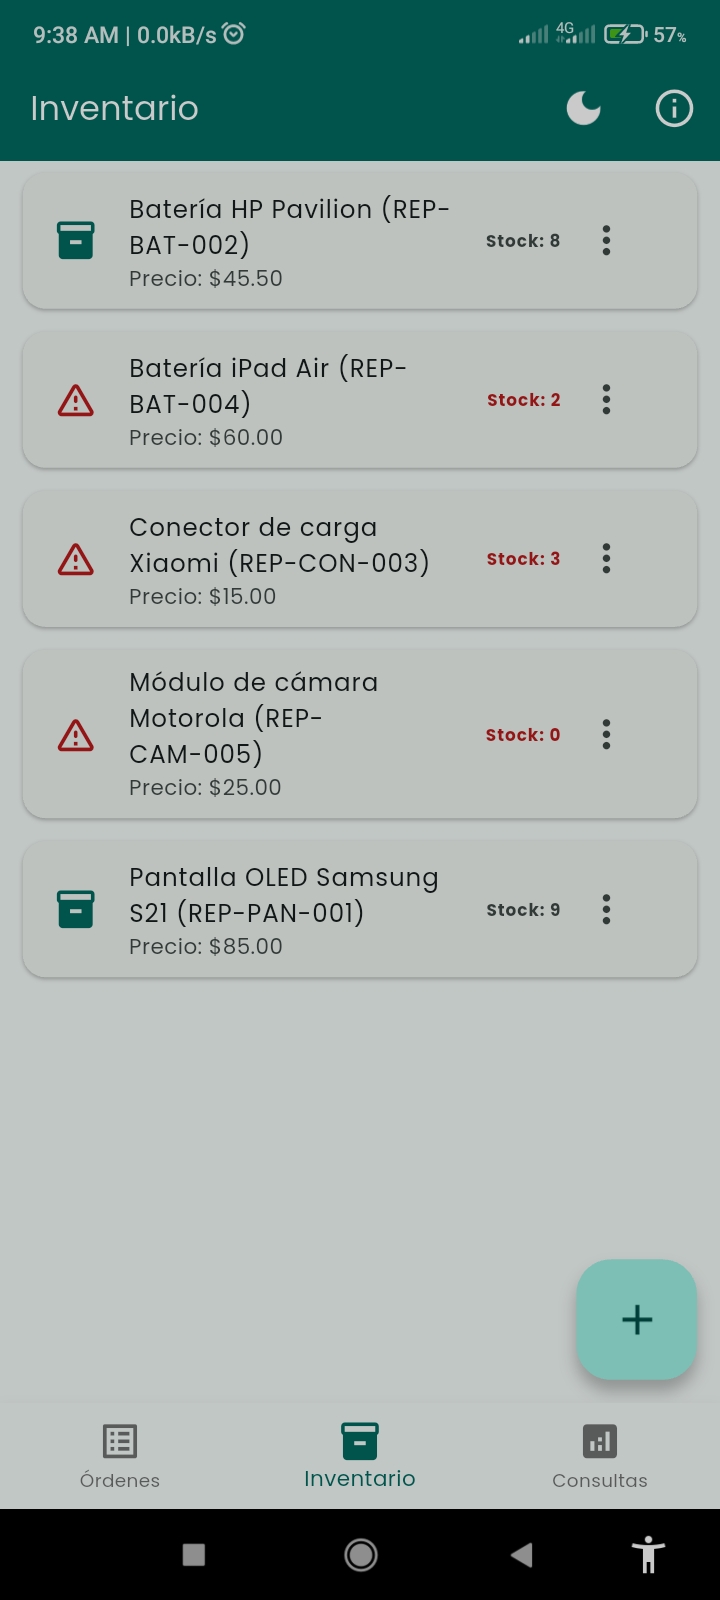 9:38 AM | 0.0kB/s 4G 57%
Inventario
Batería HP Pavilion (REP-
BAT-002)
Precio: $45.50
Stock: 8
Batería iPad Air (REP-
BAT-004)
Precio: $60.00
Stock: 2
Conector de carga
Xiaomi (REP-CON-003)
Precio: $15.00
Stock: 3
Módulo de cámara
Motorola (REP-
CAM-005)
Precio: $25.00
Stock: 0
Pantalla OLED Samsung
S21 (REP-PAN-001)
Precio: $85.00
Stock: 9
Órdenes
Inventario
Consultas